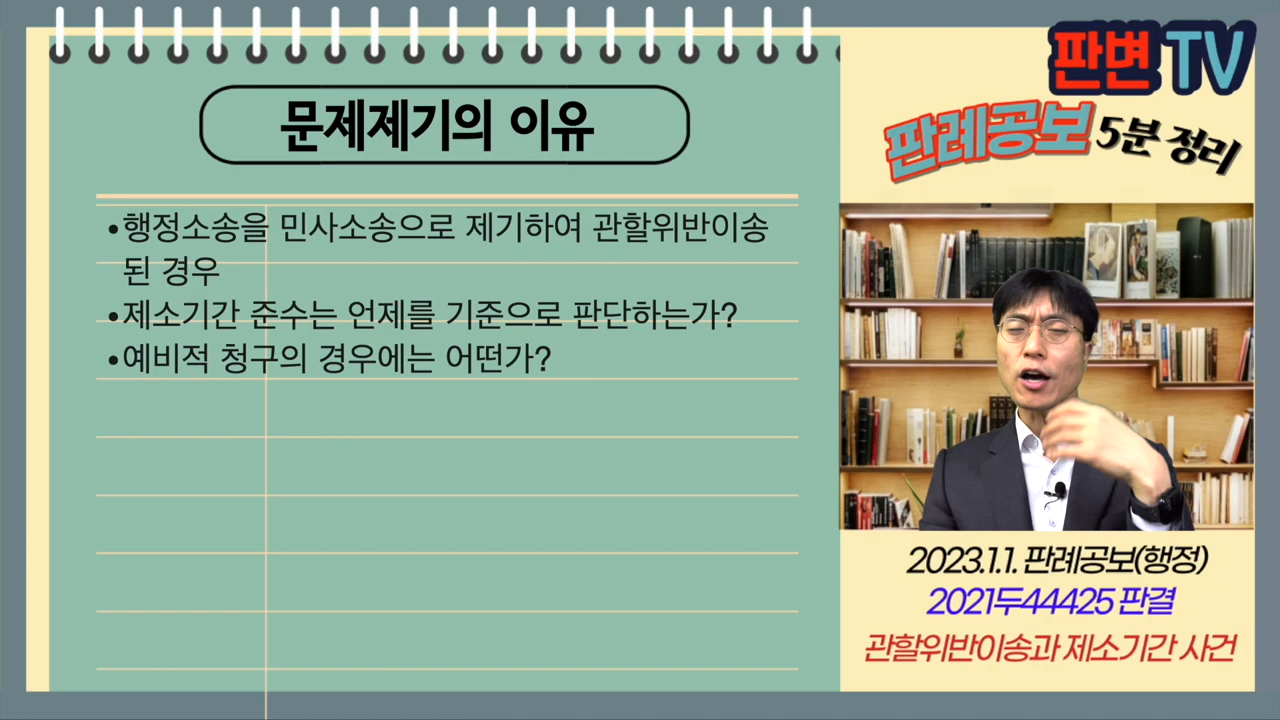 문제제기의 이유
•행정소송을 민사소송으로 제기하여 관할위반이송
된 경우
•제소기간 준수는 언제를 기준으로 판단하는가?
•예비적 청구의 경우에는 어떤가?
판변 TV
판례공보 5분 정리
2023.1.1. 판례공보(행정)
2021두44425 판결
관할위반이송과 제소기간 사건